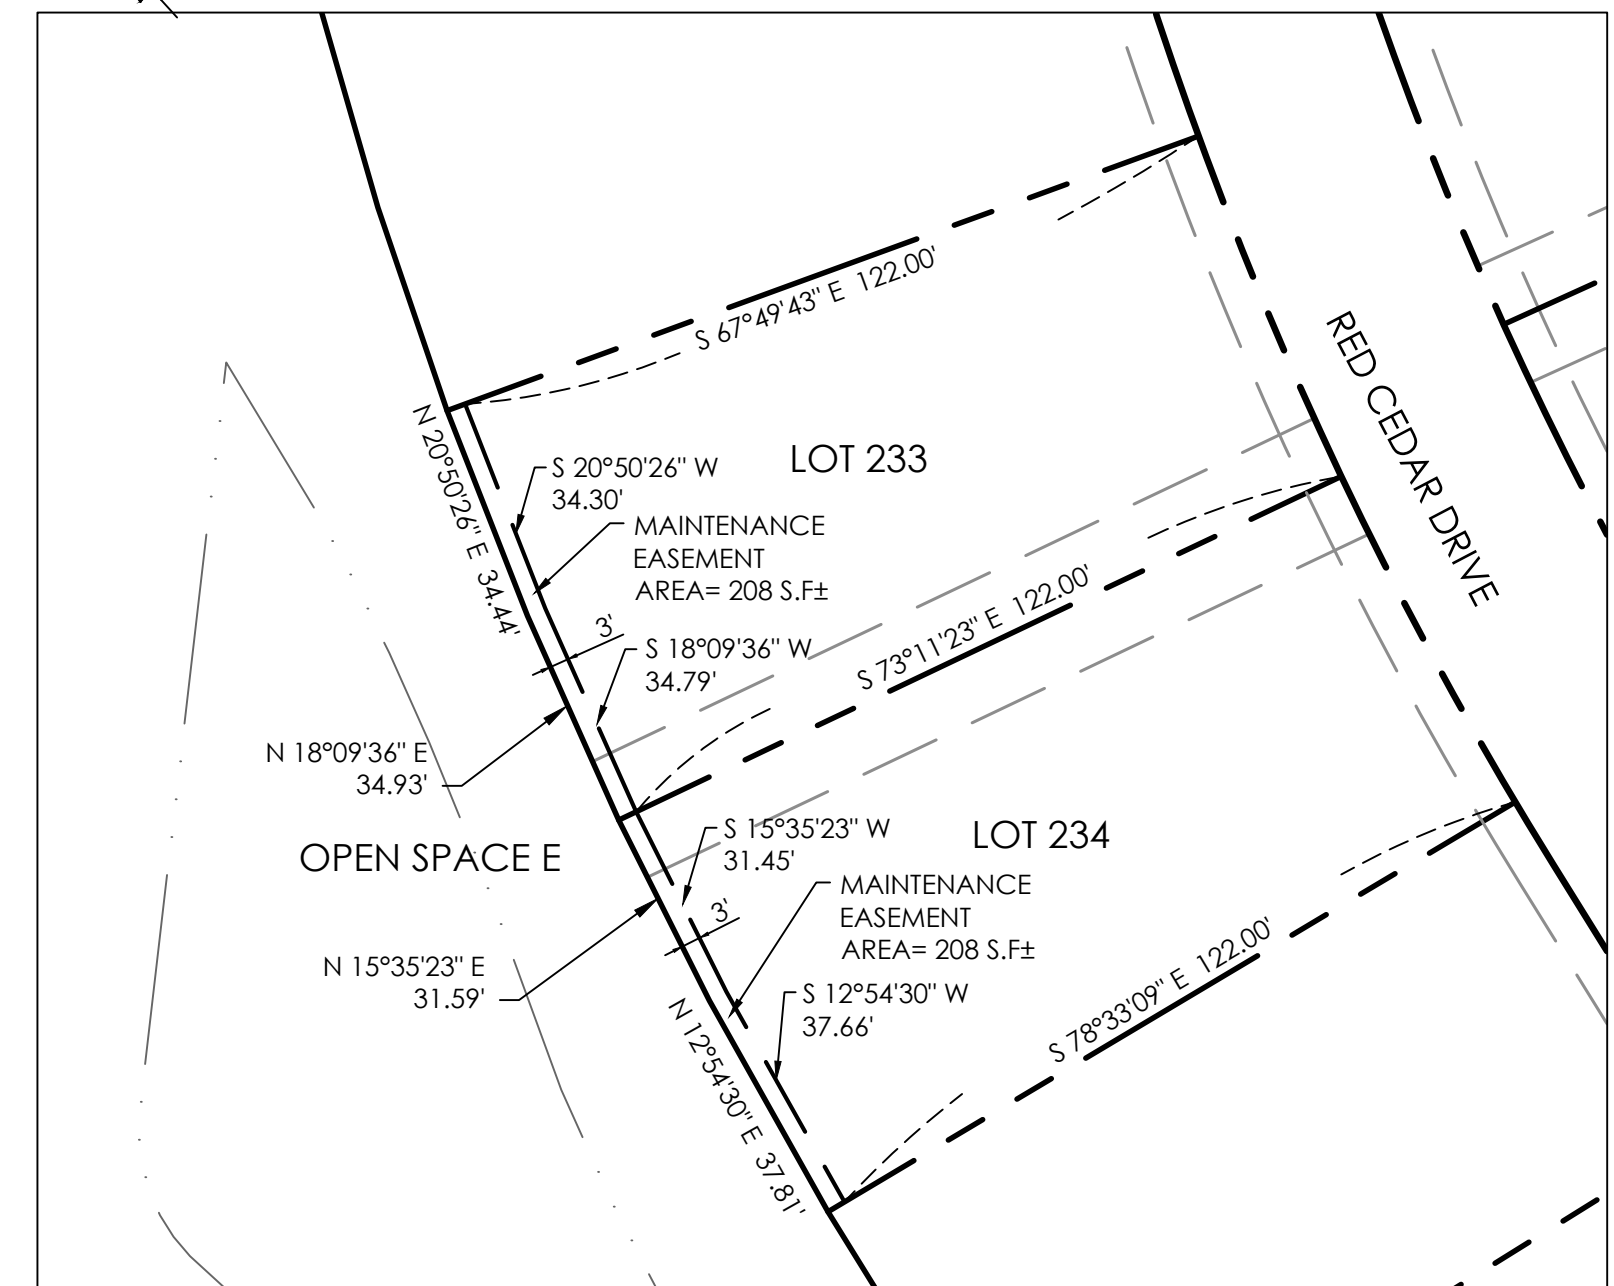 S 67°49'43" E 122.00'
RED CEDAR DRIVE
N 20°50'26" E 34.44'
LOT 233
S 20°50'26" W
34.30'
MAINTENANCE
EASEMENT
AREA= 208 S.F±
3'
S 18°09'36" W
34.79'
S 73°11'23" E 122.00'
N 18°09'36" E
34.93'
OPEN SPACE E
S 15°35'23" W
31.45'
LOT 234
MAINTENANCE
EASEMENT
AREA= 208 S.F±
3'
N 15°35'23" E
31.59'
S 12°54'30" W
37.66'
S 78°33'09" E 122.00'
N 12°54'30" E 37.81'